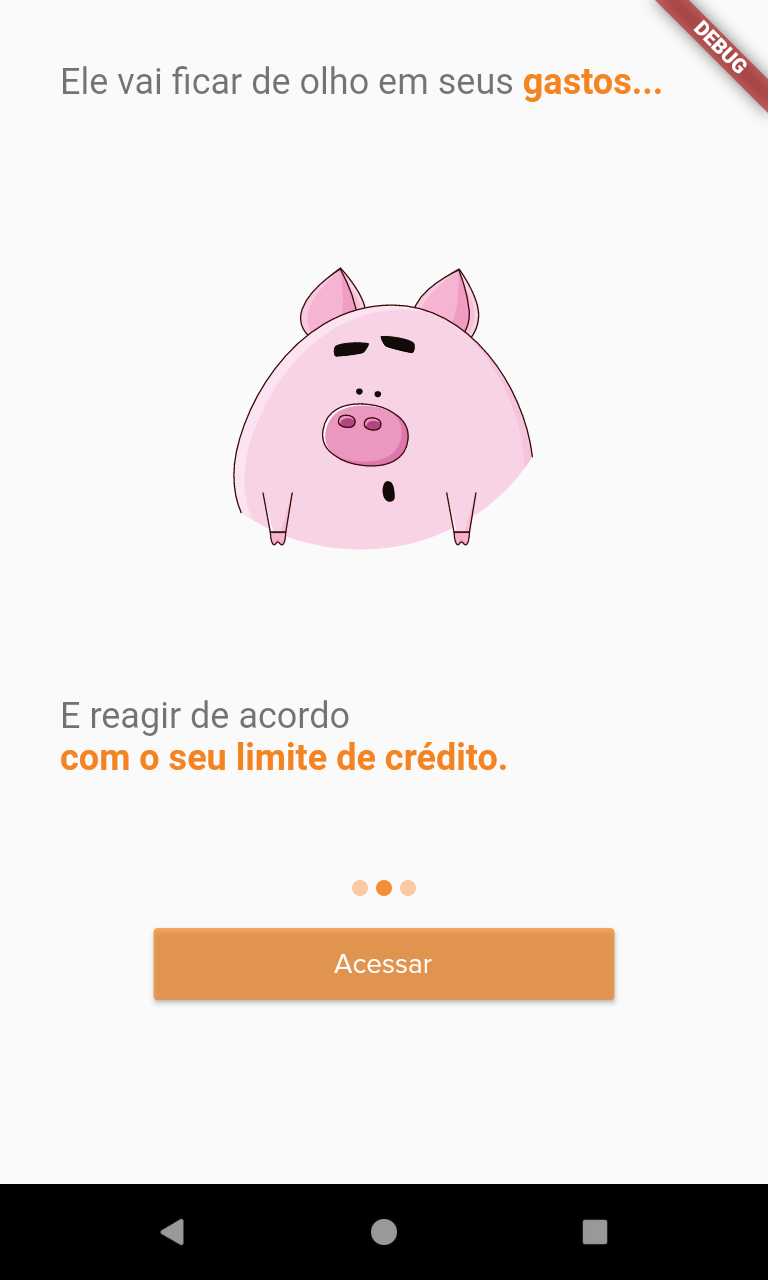 DEBUG
Ele vai ficar de olho em seus gastos...
E reagir de acordo
com o seu limite de crédito.
Acessar